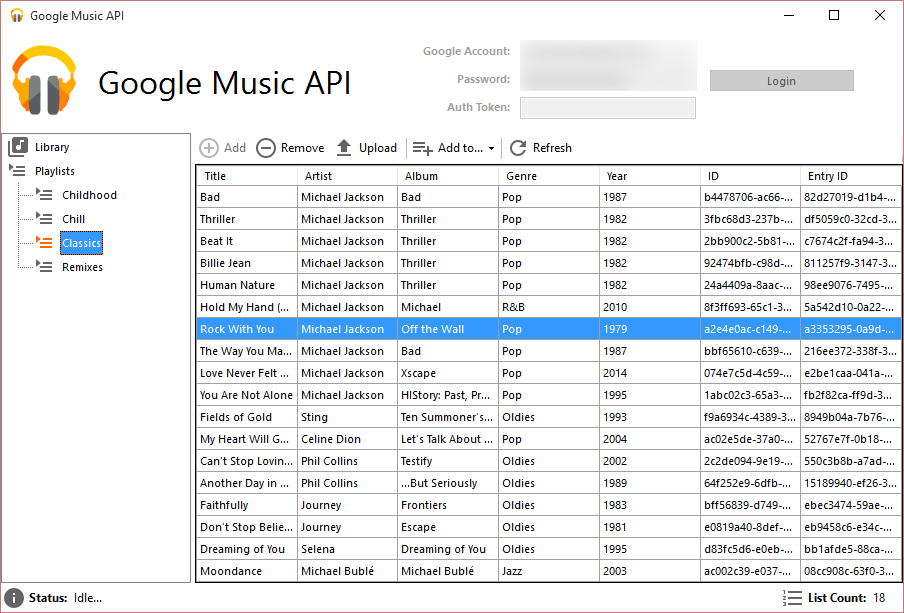 Google Music API
Google Music API
Google Account:
Password:
Auth Token:
Login
Library
Playlists
Childhood
Chill
Classics
Remixes
Add Remove Upload Add to... Refresh
Title Artist Album Genre Year ID Entry ID
Bad Michael Jackson Bad Pop 1987 b4478706-ac66-... 82d27019-d1b4-...
Thriller Michael Jackson Thriller Pop 1982 3fbc68d3-237b-... df5059c0-32cd-3...
Beat It Michael Jackson Thriller Pop 1982 2bb900c2-5b81-... c7674c2f-fa94-3...
Billie Jean Michael Jackson Thriller Pop 1982 92474bfb-c98d-... 811257f9-3147-3...
Human Nature Michael Jackson Thriller Pop 1982 24a4409a-8aac-... 98ee9076-7495-...
Hold My Hand (... Michael Jackson Michael R&B 2010 8f3ff693-65c1-3... 5a542d10-0a22-...
Rock With You Michael Jackson Off the Wall Pop 1979 a2e4e0ac-c149-... a3353295-0a9d-...
The Way You Ma... Michael Jackson Bad Pop 1987 bbf65610-c639-... 216ee372-338f-3...
Love Never Felt ... Michael Jackson Xscape Pop 2014 074e7c5d-4c59-... e2be1caa-041a-...
You Are Not Alone Michael Jackson HIStory: Past, Pr... Pop 1995 1abc02c3-65a3-... fb2f82ca-ff9d-3...
Fields of Gold Sting Ten Summoner's... Oldies 1993 f9a6934c-4389-3... 8949b04a-7b76-...
My Heart Will G... Celine Dion Let's Talk About ... Pop 2004 ac02e5de-37a0-... 52767e7f-0b18-...
Can't Stop Lovin... Phil Collins Testify Oldies 2002 2c2de094-9e19-... 550c3b8b-a7ad-...
Another Day in ... Phil Collins ...But Seriously Oldies 1989 64f252e9-6dfb-... 15189940-ef26-3...
Faithfully Journey Frontiers Oldies 1983 bff56839-d749-... ebec3474-59ae-...
Don't Stop Belie... Journey Escape Oldies 1981 e0819a40-8def-... eb9458c6-e34c-...
Dreaming of You Selena Dreaming of You Oldies 1995 d83fc5d6-e0eb-... bb1afde5-88ca-...
Moondance Michael Bublé Michael Bublé Jazz 2003 ac002c39-e037-... 08cc908c-63f0-3...
Status: Idle... List Count: 18